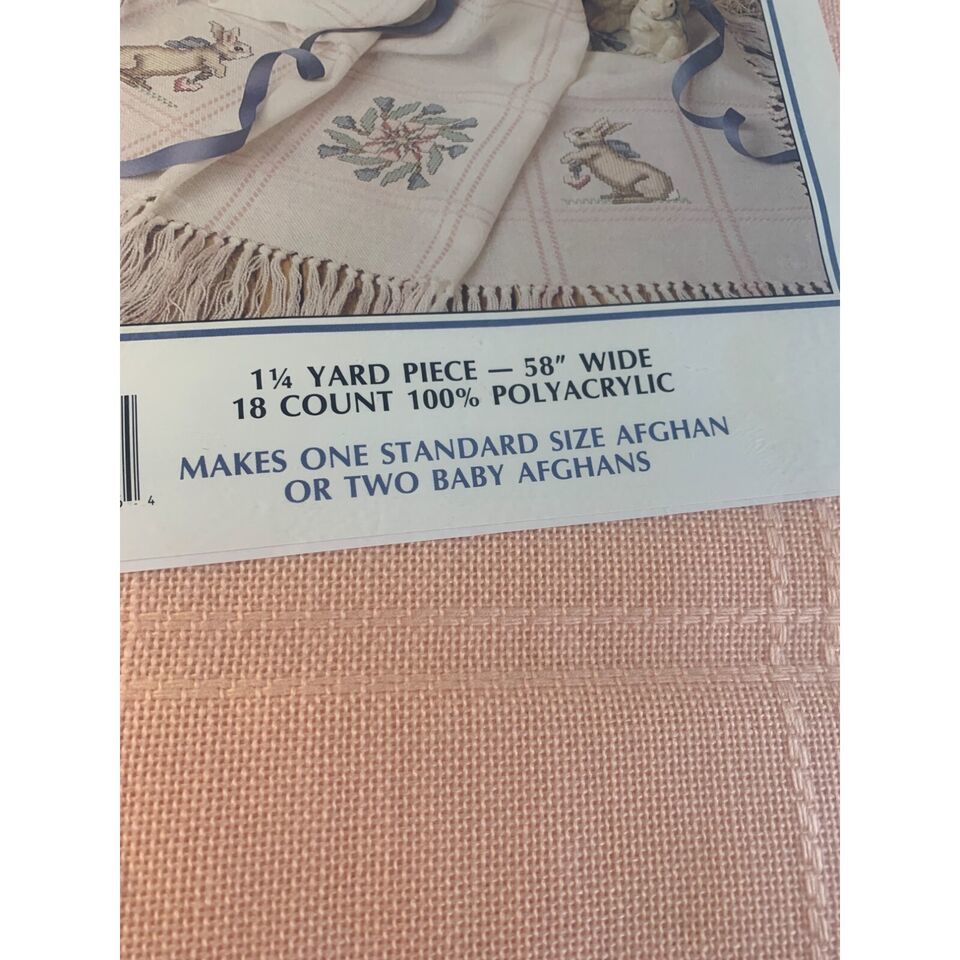 1¼ YARD PIECE — 58" WIDE
18 COUNT 100% POLYACRYLIC
MAKES ONE STANDARD SIZE AFGHAN
OR TWO BABY AFGHANS
4